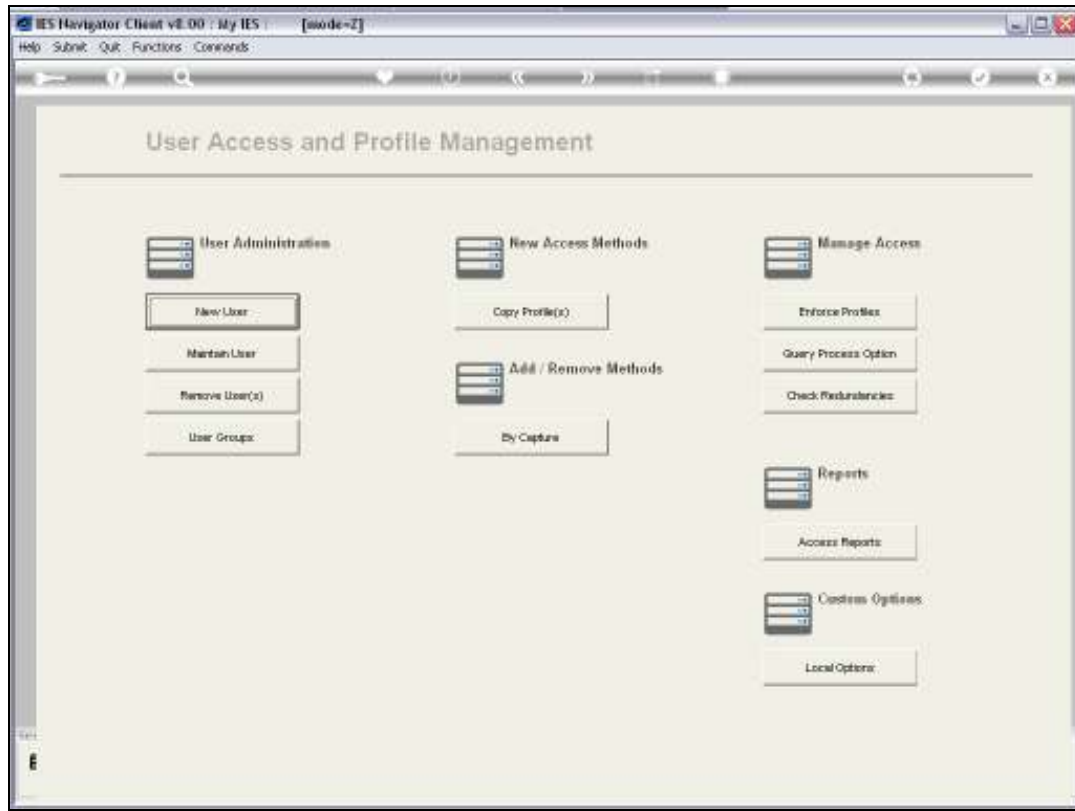 IES Navigator Client v8.00 : My IES : [mode=Z]
Help Submit Quit Functions Commands
User Access and Profile Management
User Administration
New User
Maintain User
Remove User(s)
User Groups
New Access Methods
Copy Profile(s)
Add / Remove Methods
By Capture
Manage Access
Enforce Profiles
Query Process Option
Check Redundancies
Reports
Access Reports
Custom Options
Local Options